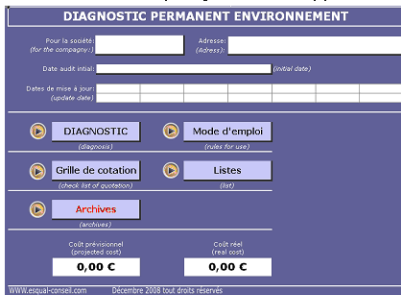 DIAGNOSTIC PERMANENT ENVIRONNEMENT
Pour la société:
(for the compagny:)
Adresse:
(Adress):
Date audit intial:
(initial date)
Dates de mise à jour:
(update date)
DIAGNOSTIC
(diagnosis)
Mode d'emploi
(rules for use)
Grille de cotation
(check list of quotation)
Listes
(list)
Archives
(archives)
Coût prévisionnel
(projected cost)
Coût réel
(real cost)
0,00 €
0,00 €
WWW.esqual-conseil.com
Décembre 2008 tout droits réservés